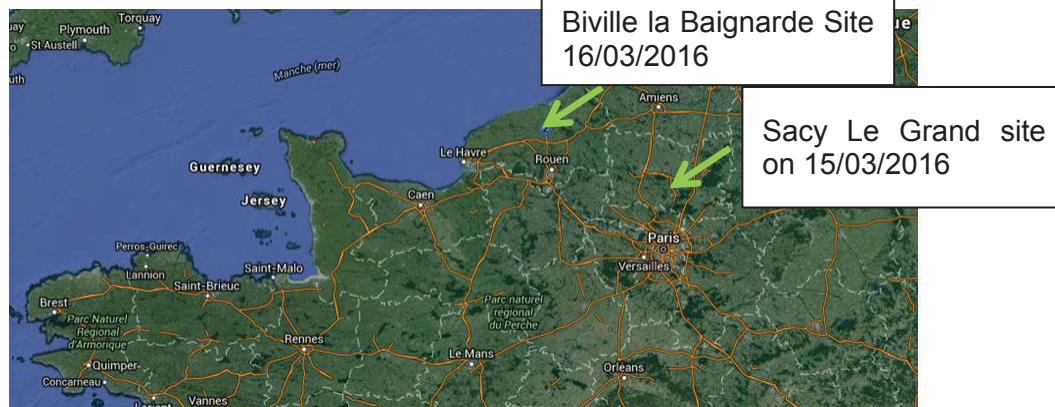 Biville la Baignarde Site
16/03/2016
Sacy Le Grand site
on 15/03/2016
Torquay
Plymouth
St Austell
Manche (mer)
Amiens
Le Havre
Rouen
Guernesey
Caen
Jersey
Paris
Versailles
Perros-Guirec
Lannion
Saint-Malo
Saint-Brieuc
Brest
Parc naturel
régional
du Perche
Parc Naturel
Régional
d'Armorique
Rennes
Le Mans
Quimper
Orléans
Concarneau
Vannes